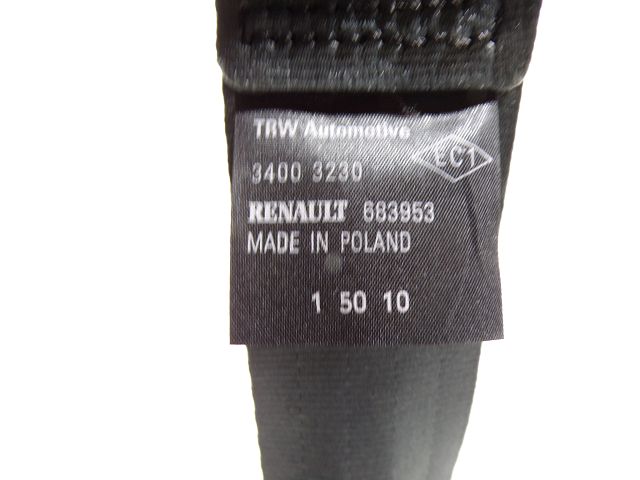 TRW Automotive
EC1
3400 3230
RENAULT 683953
MADE IN POLAND
1 50 10